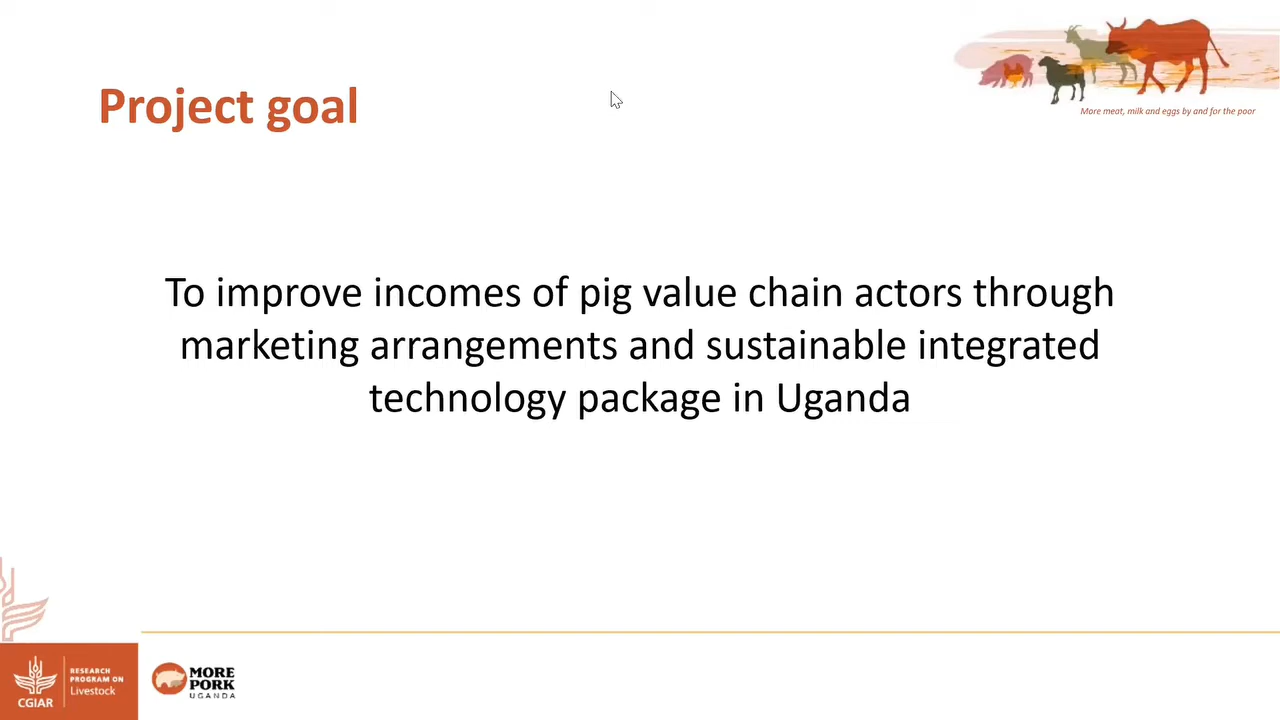 More meat, milk and eggs by and for the poor
Project goal
To improve incomes of pig value chain actors through
marketing arrangements and sustainable integrated
technology package in Uganda
CGIAR
RESEARCH
PROGRAM ON
Livestock
MORE
PORK
UGANDA